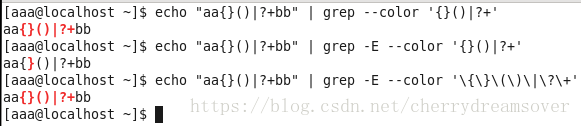 [aaa@localhost ~]$ echo "aa{}()|?+bb" | grep --color '{}()|?+'
aa{}()|?+bb
[aaa@localhost ~]$ echo "aa{}()|?+bb" | grep -E --color '{}()|?+'
aa{}()|?+bb
[aaa@localhost ~]$ echo "aa{}()|?+bb" | grep -E --color '\{\}\(\)\|\?\+'
aa{}()|?+bb
[aaa@localhost ~]$
https://blog.csdn.net/cherrydreamsover